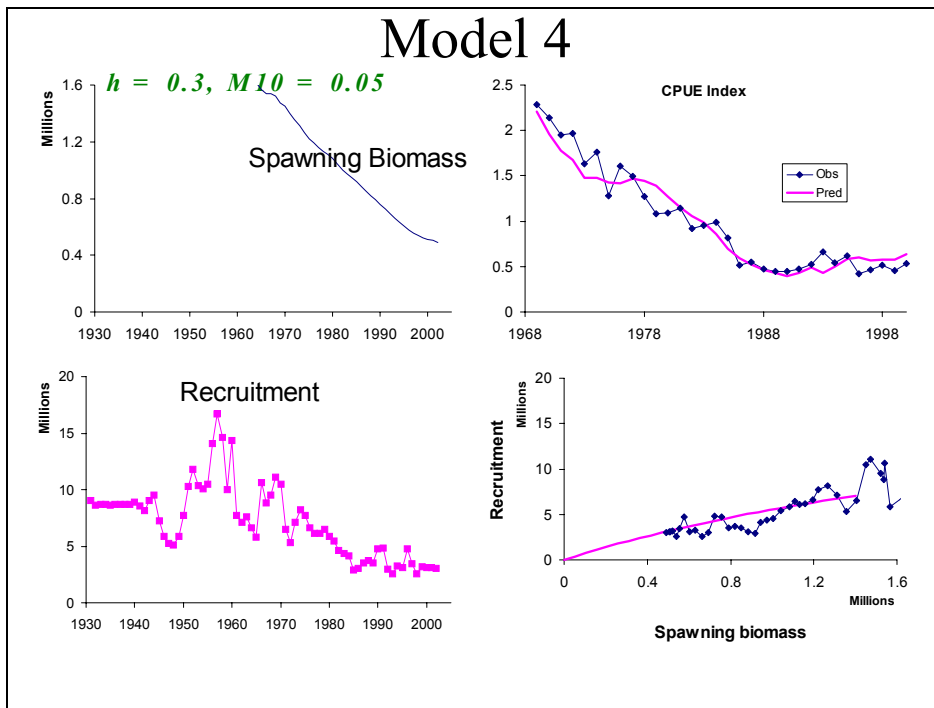 Model 4
h = 0.3, M10 = 0.05
Millions
1.6
1.2
0.8
0.4
0
Spawning Biomass
1930 1940 1950 1960 1970 1980 1990 2000
CPUE Index
2.5
2
1.5
1
0.5
0
Obs
Pred
1968 1978 1988 1998
Recruitment
Millions
20
15
10
5
0
1930 1940 1950 1960 1970 1980 1990 2000
Recruitment
Millions
20
15
10
5
0
0 0.4 0.8 1.2 1.6
Millions
Spawning biomass